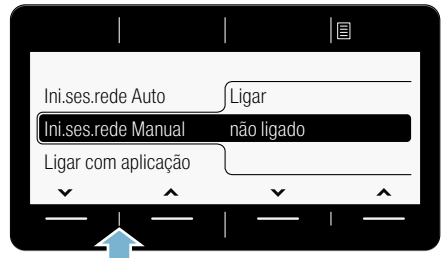 Ini.ses.rede Auto Ligar
Ini.ses.rede Manual não ligado
Ligar com aplicação